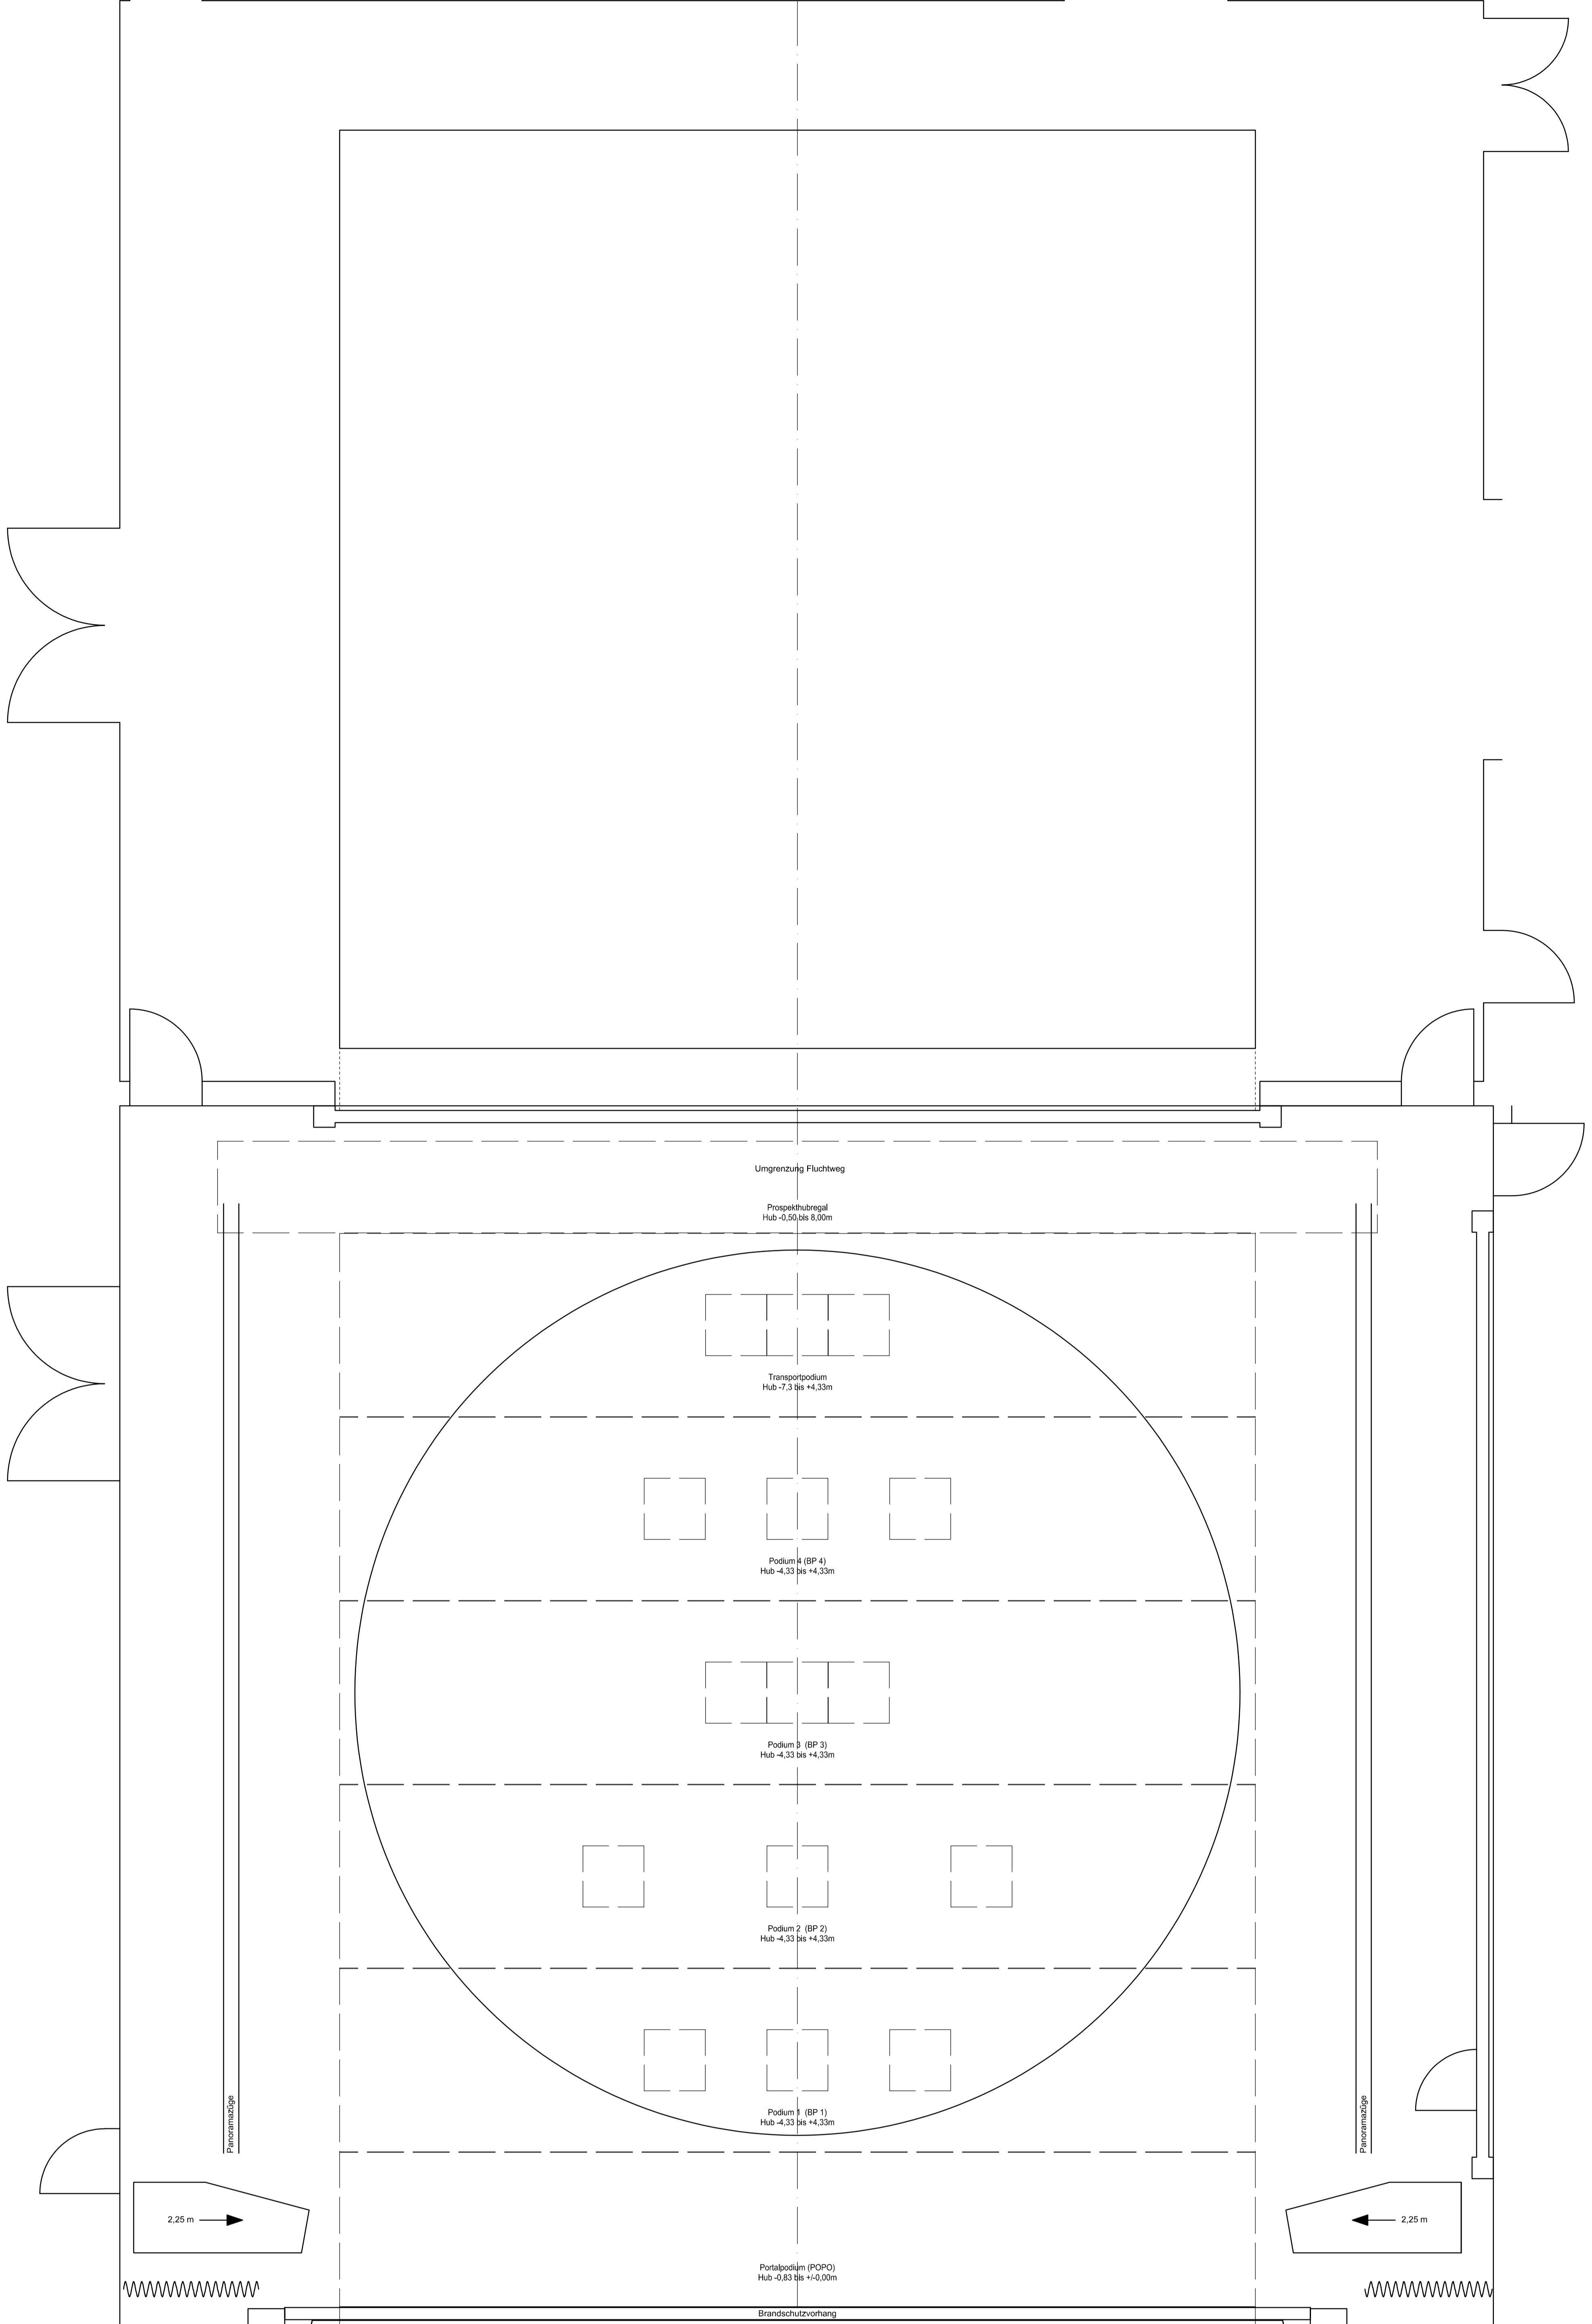 Umgrenzung Fluchtweg
Prospekthubregal
Hub -0,50 bis 8,00m
Transportpodium
Hub -7,3 bis +4,33m
Podium 4 (BP 4)
Hub -4,33 bis +4,33m
Podium 3 (BP 3)
Hub -4,33 bis +4,33m
Podium 2 (BP 2)
Hub -4,33 bis +4,33m
Podium 1 (BP 1)
Hub -4,33 bis +4,33m
Panoramazüge
Panoramazüge
2,25 m
2,25 m
Portalpodium (POPO)
Hub -0,83 bis +/-0,00m
Brandschutzvorhang